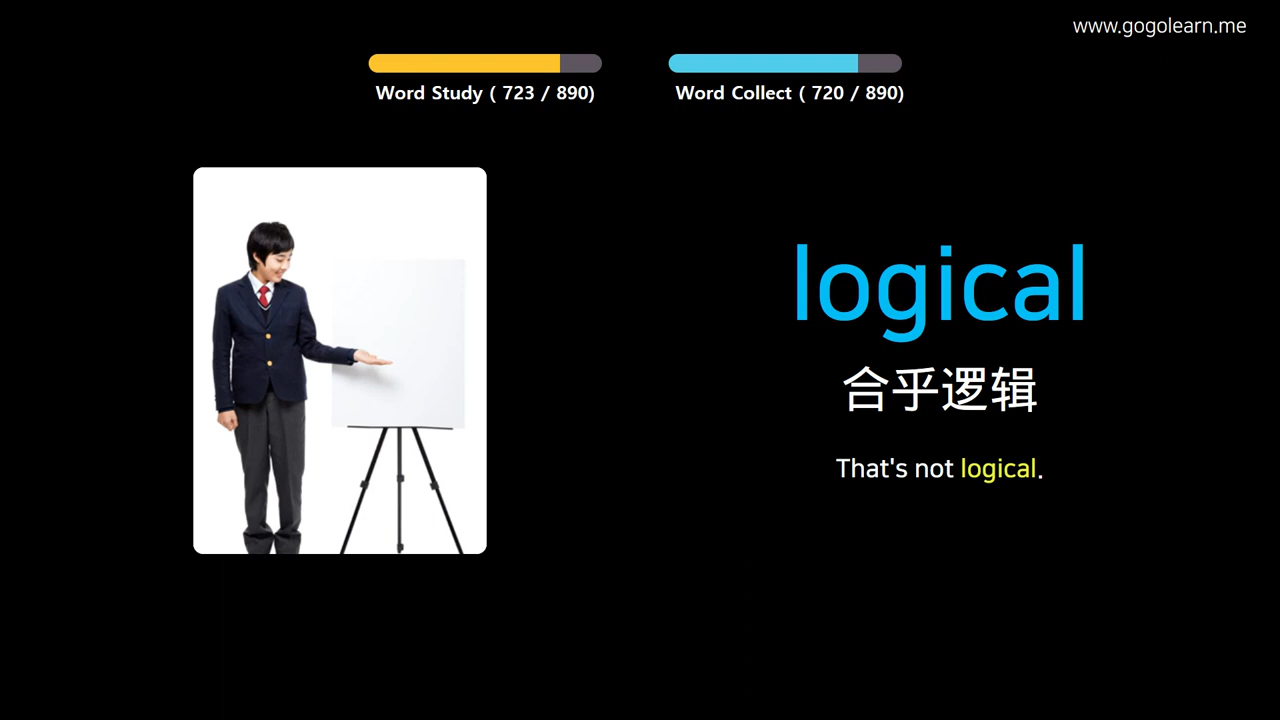 www.gogolearn.me
Word Study ( 723 / 890)
Word Collect ( 720 / 890)
logical
合乎逻辑
That's not logical.